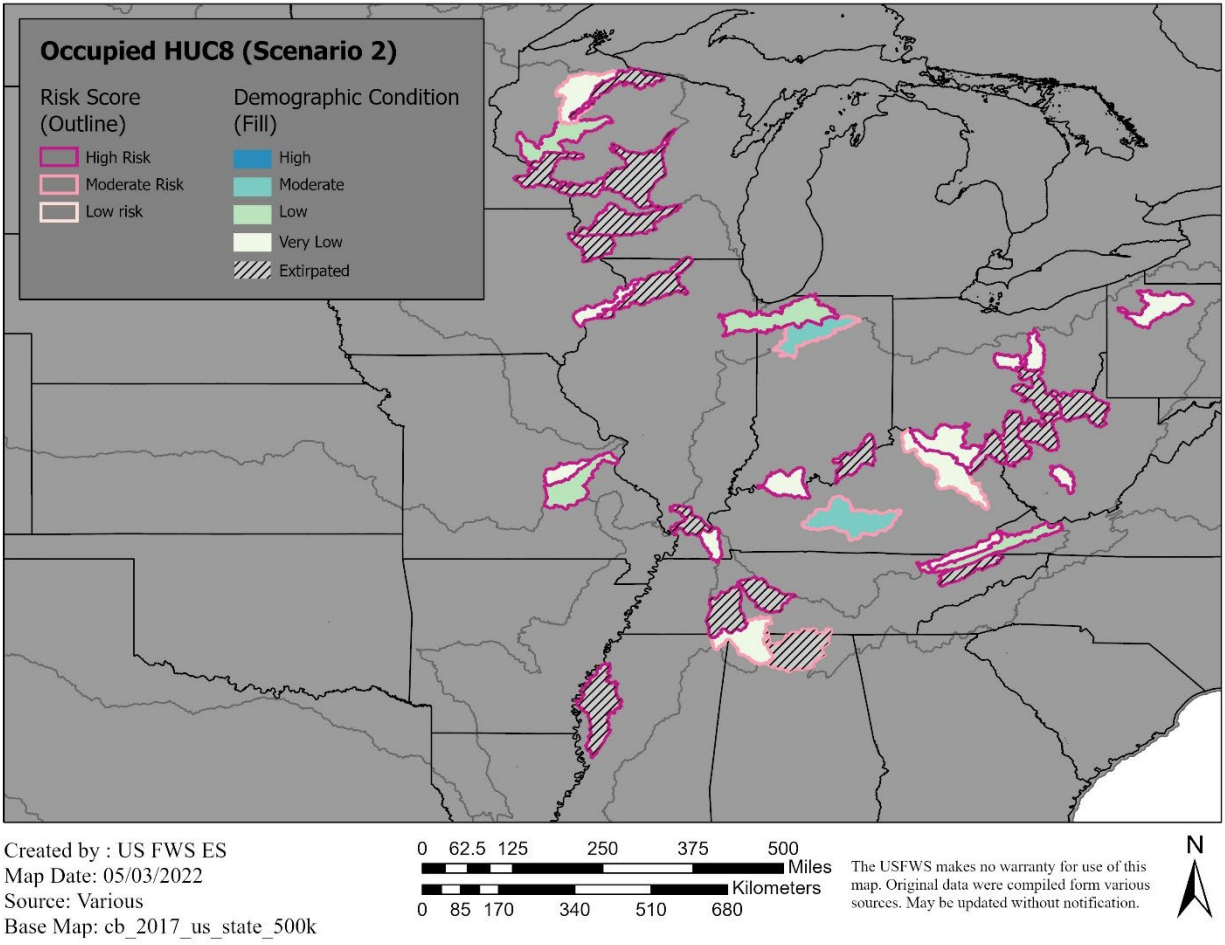 Occupied HUC8 (Scenario 2)
Risk Score
(Outline)
High Risk
Moderate Risk
Low risk
Demographic Condition
(Fill)
High
Moderate
Low
Very Low
Extirpated
Created by : US FWS ES
Map Date: 05/03/2022
Source: Various
Base Map: cb_2017_us_state_500k
0 62.5 125 250 375 500
Miles
Kilometers
0 85 170 340 510 680
The USFWS makes no warranty for use of this
map. Original data were compiled form various
sources. May be updated without notification.
N